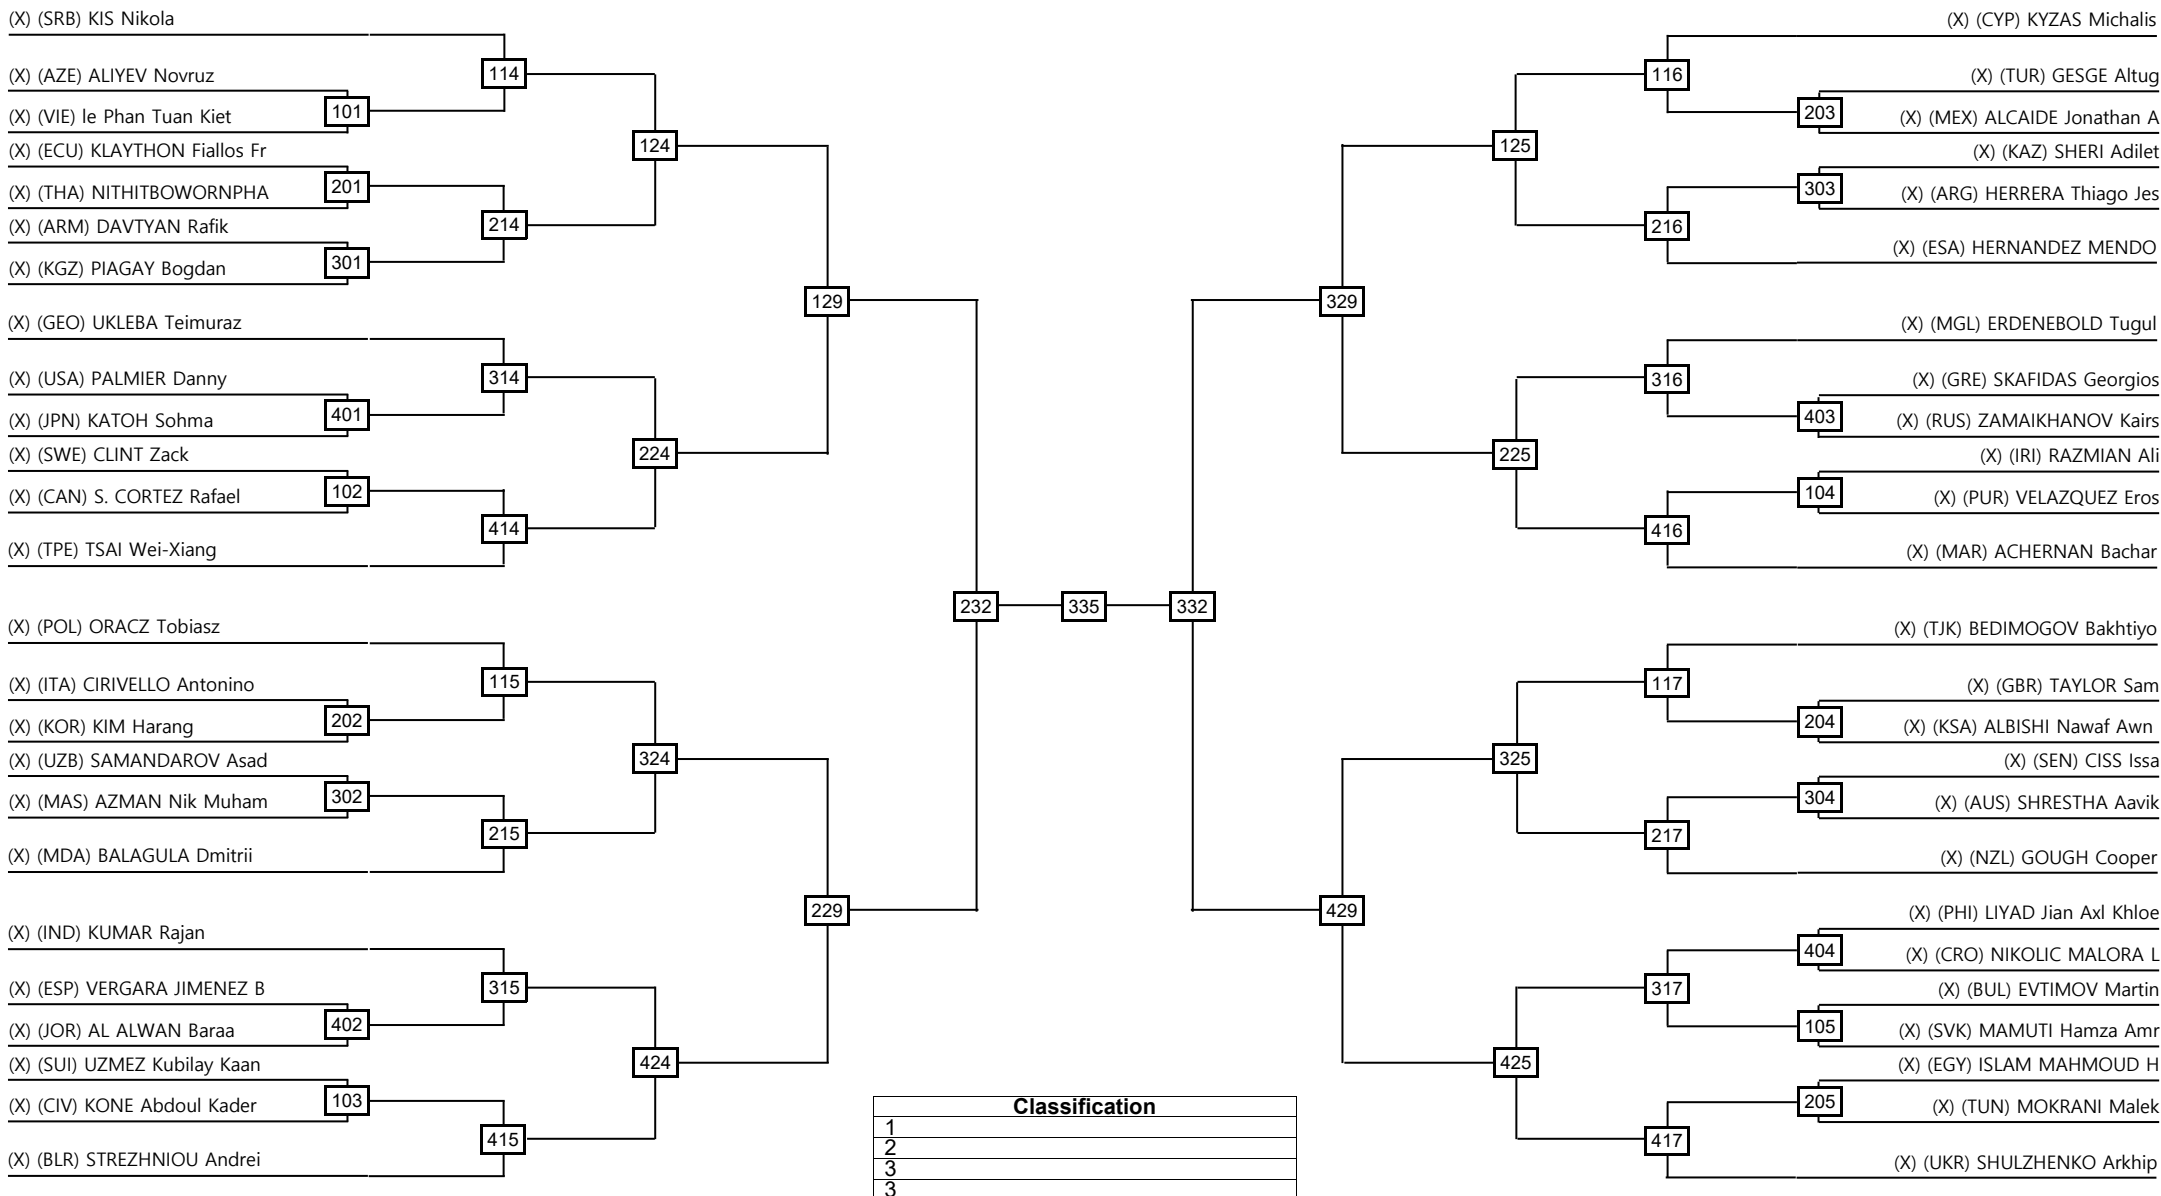 (X) (SRB) KIS Nikola
(X) (AZE) ALIYEV Novruz
(X) (VIE) le Phan Tuan Kiet
(X) (ECU) KLAYTHON Fiallos Fr
(X) (THA) NITHITBOWORNPHA
(X) (ARM) DAVTYAN Rafik
(X) (KGZ) PIAGAY Bogdan
(X) (GEO) UKLEBA Teimuraz
(X) (USA) PALMIER Danny
(X) (JPN) KATOH Sohma
(X) (SWE) CLINT Zack
(X) (CAN) S. CORTEZ Rafael
(X) (TPE) TSAI Wei-Xiang
(X) (POL) ORACZ Tobiasz
(X) (ITA) CIRIVELLO Antonino
(X) (KOR) KIM Harang
(X) (UZB) SAMANDAROV Asad
(X) (MAS) AZMAN Nik Muham
(X) (MDA) BALAGULA Dmitrii
(X) (IND) KUMAR Rajan
(X) (ESP) VERGARA JIMENEZ B
(X) (JOR) AL ALWAN Baraa
(X) (SUI) UZMEZ Kubilay Kaan
(X) (CIV) KONE Abdoul Kader
(X) (BLR) STREZHNIOU Andrei
101
201
301
401
102
202
302
402
103
114
214
314
414
115
215
315
415
124
224
324
424
129
229
232
335
332
329
429
125
225
325
425
116
216
316
416
117
217
317
417
203
303
403
104
204
304
404
105
205
(X) (CYP) KYZAS Michalis
(X) (TUR) GESGE Altug
(X) (MEX) ALCAIDE Jonathan A
(X) (KAZ) SHERI Adilet
(X) (ARG) HERRERA Thiago Jes
(X) (ESA) HERNANDEZ MENDO
(X) (MGL) ERDENEBOLD Tugul
(X) (GRE) SKAFIDAS Georgios
(X) (RUS) ZAMAIKHANOV Kairs
(X) (IRI) RAZMIAN Ali
(X) (PUR) VELAZQUEZ Eros
(X) (MAR) ACHERNAN Bachar
(X) (TJK) BEDIMOGOV Bakhtiyo
(X) (GBR) TAYLOR Sam
(X) (KSA) ALBISHI Nawaf Awn
(X) (SEN) CISS Issa
(X) (AUS) SHRESTHA Aavik
(X) (NZL) GOUGH Cooper
(X) (PHI) LIYAD Jian Axl Khloe
(X) (CRO) NIKOLIC MALORA L
(X) (BUL) EVTIMOV Martin
(X) (SVK) MAMUTI Hamza Amr
(X) (EGY) ISLAM MAHMOUD H
(X) (TUN) MOKRANI Malek
(X) (UKR) SHULZHENKO Arkhip
Classification
1
2
3
3